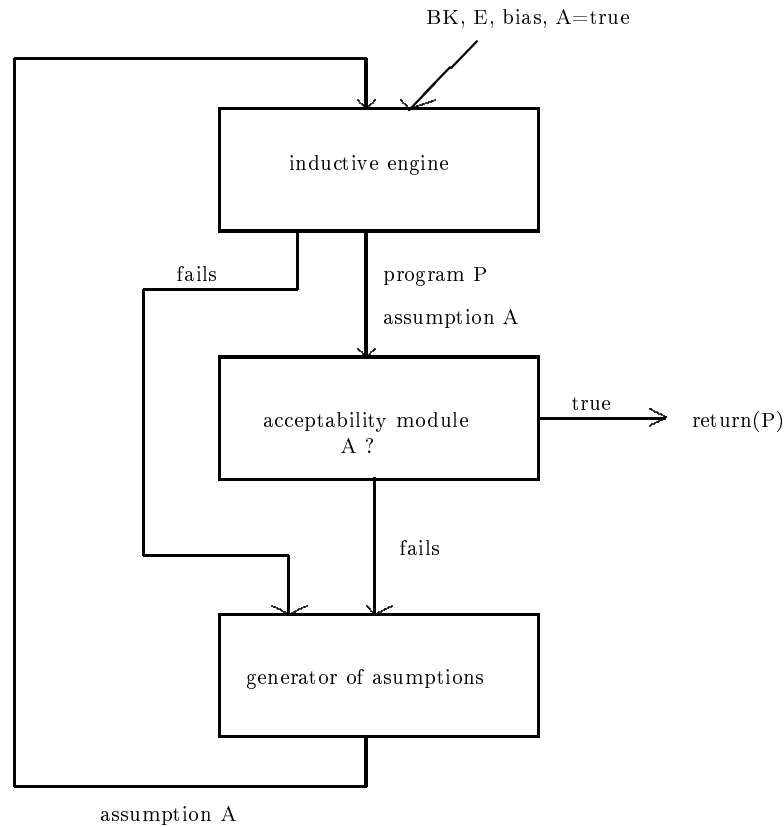 BK, E, bias, A=true
inductive engine
fails
program P
assumption A
acceptability module
A ?
true
return(P)
fails
generator of asumptions
assumption A